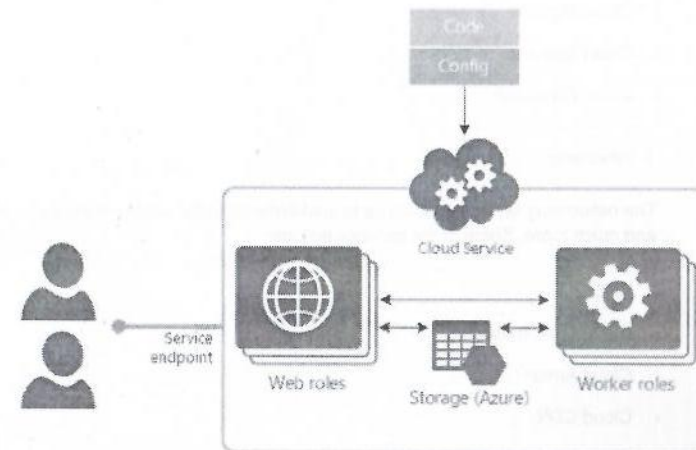 Code
Config
Cloud Service
Service
endpoint
Web roles
Storage (Azure)
Worker roles